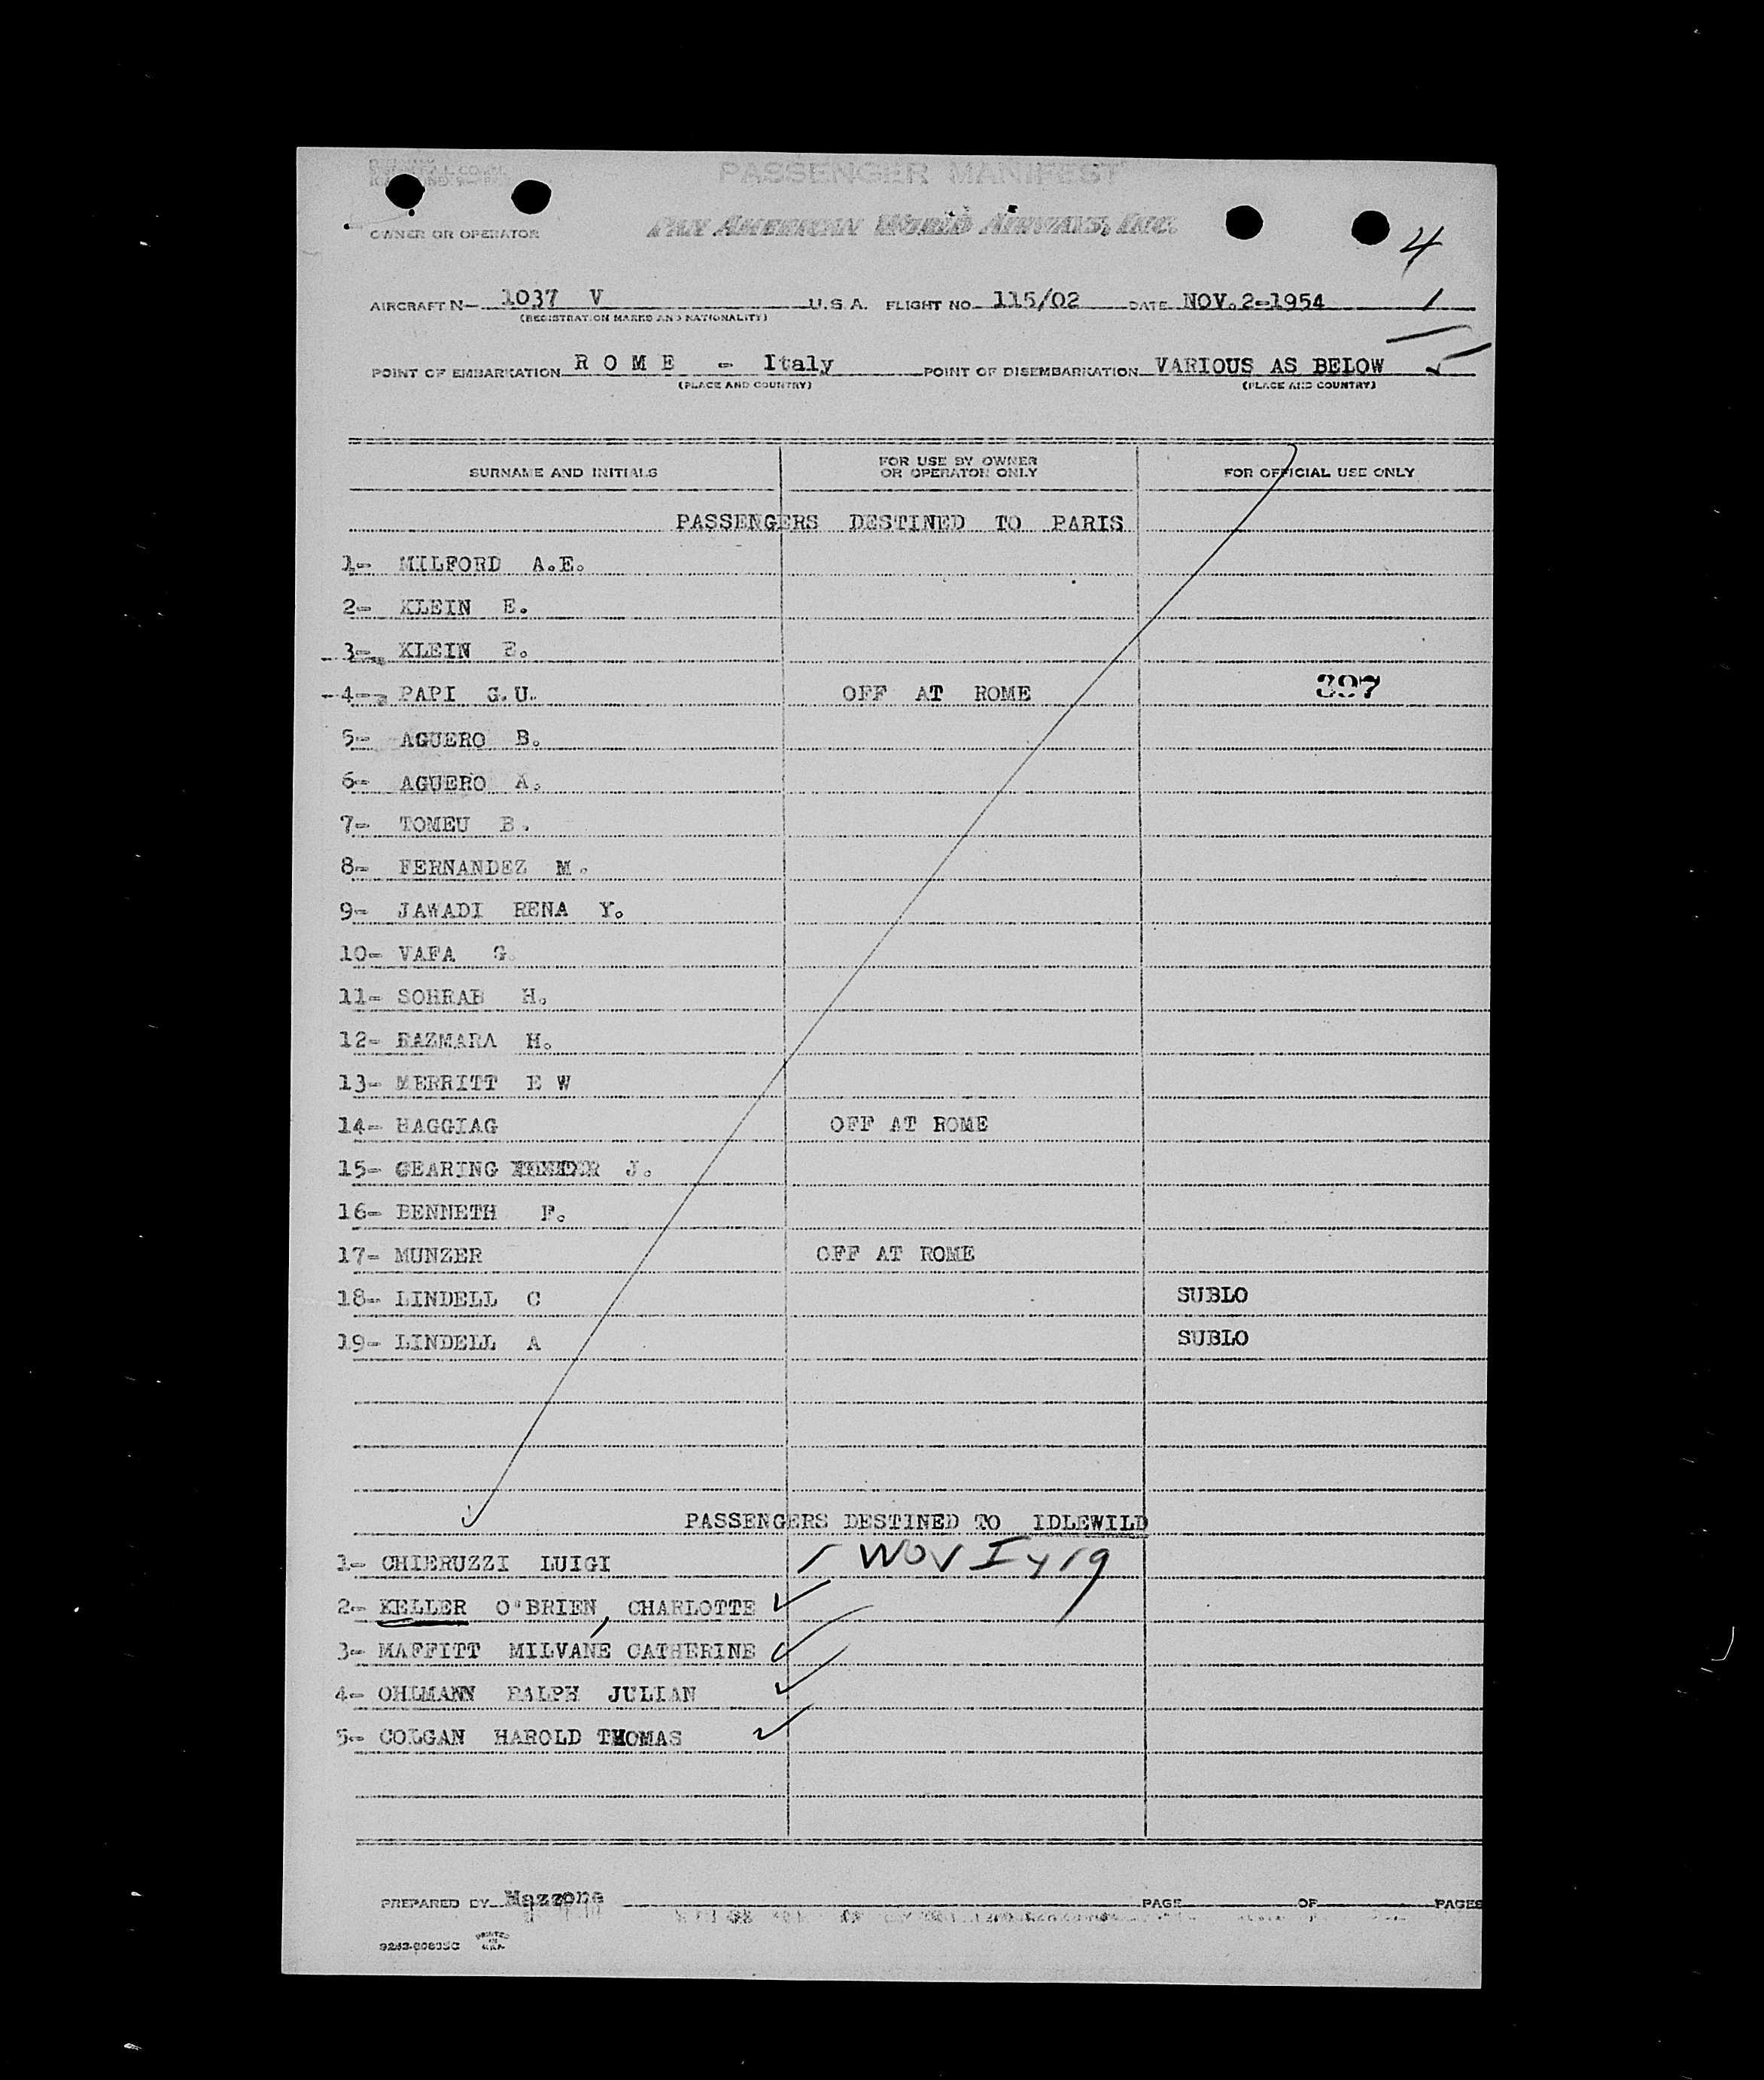 PASSENGER MANIFEST
OWNER OR OPERATOR
PAN AMERICAN WORLD AIRWAYS, INC.
4
AIRCRAFT N- 1037 V U.S.A. FLIGHT NO. 115/02 DATE NOV.2-1954
(REGISTRATION MARKS AND NATIONALITY)
POINT OF EMBARKATION R O M E - Italy POINT OF DISEMBARKATION VARIOUS AS BELOW
(PLACE AND COUNTRY) (PLACE AND COUNTRY)
SURNAME AND INITIALS FOR USE BY OWNER OR OPERATOR ONLY FOR OFFICIAL USE ONLY
PASSENGERS DESTINED TO PARIS
1- MILFORD A.E.
2- KLEIN E.
3- KLEIN
4- PAPI G.U. OFF AT ROME 397
5- AGUERO B.
6- AGUERO A.
7- TOMEU B.
8- FERNANDEZ M.
9- JAWADI RENA Y.
10- VAFA G.
11- SOHRAB H.
12- RAZMARA H.
13- MERRITT E W
14- HAGGIAG OFF AT ROME
15- GEARING J.
16- BENNETH F.
17- MUNZER OFF AT ROME
18- LINDELL C SUBLO
19- LINDELL A SUBLO
PASSENGERS DESTINED TO IDLEWILD
1- CHIERUZZI LUIGI
2- KELLER O'BRIEN, CHARLOTTE
3- MAFFITT MILVANE CATHERINE
4- OHLMANN RALPH JULIAN
5- COLGAN HAROLD THOMAS
PREPARED BY Mazzone PAGE OF PAGES
PRINTED IN U.S.A.